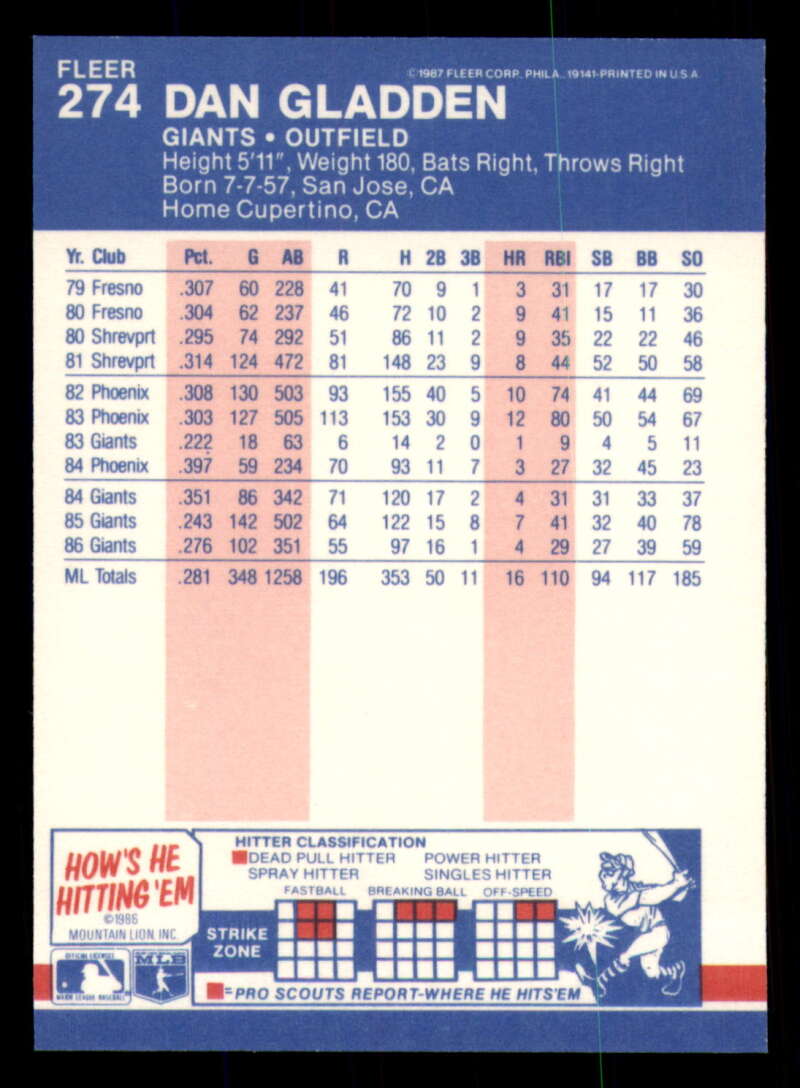 FLEER
©1987 FLEER CORP., PHILA., 19141-PRINTED IN U.S.A.
274 DAN GLADDEN
GIANTS • OUTFIELD
Height 5'11", Weight 180, Bats Right, Throws Right
Born 7-7-57, San Jose, CA
Home Cupertino, CA
Yr. Club Pct. G AB R H 2B 3B HR RBI SB BB SO
79 Fresno .307 60 228 41 70 9 1 3 31 17 17 30
80 Fresno .304 62 237 46 72 10 2 9 41 15 11 36
80 Shrevprt .295 74 292 51 86 11 2 9 35 22 22 46
81 Shrevprt .314 124 472 81 148 23 9 8 44 52 50 58
82 Phoenix .308 130 503 93 155 40 5 10 74 41 44 69
83 Phoenix .303 127 505 113 153 30 9 12 80 50 54 67
83 Giants .222 18 63 6 14 2 0 1 9 4 5 11
84 Phoenix .397 59 234 70 93 11 7 3 27 32 45 23
84 Giants .351 86 342 71 120 17 2 4 31 31 33 37
85 Giants .243 142 502 64 122 15 8 7 41 32 40 78
86 Giants .276 102 351 55 97 16 1 4 29 27 39 59
ML Totals .281 348 1258 196 353 50 11 16 110 94 117 185
HOW'S HE
HITTING 'EM
©1986
MOUNTAIN LION, INC.
HITTER CLASSIFICATION
DEAD PULL HITTER POWER HITTER
SPRAY HITTER SINGLES HITTER
FASTBALL BREAKING BALL OFF-SPEED
STRIKE
ZONE
=PRO SCOUTS REPORT-WHERE HE HITS 'EM
OFFICIAL LICENSEE
MAJOR LEAGUE BASEBALL
MLB